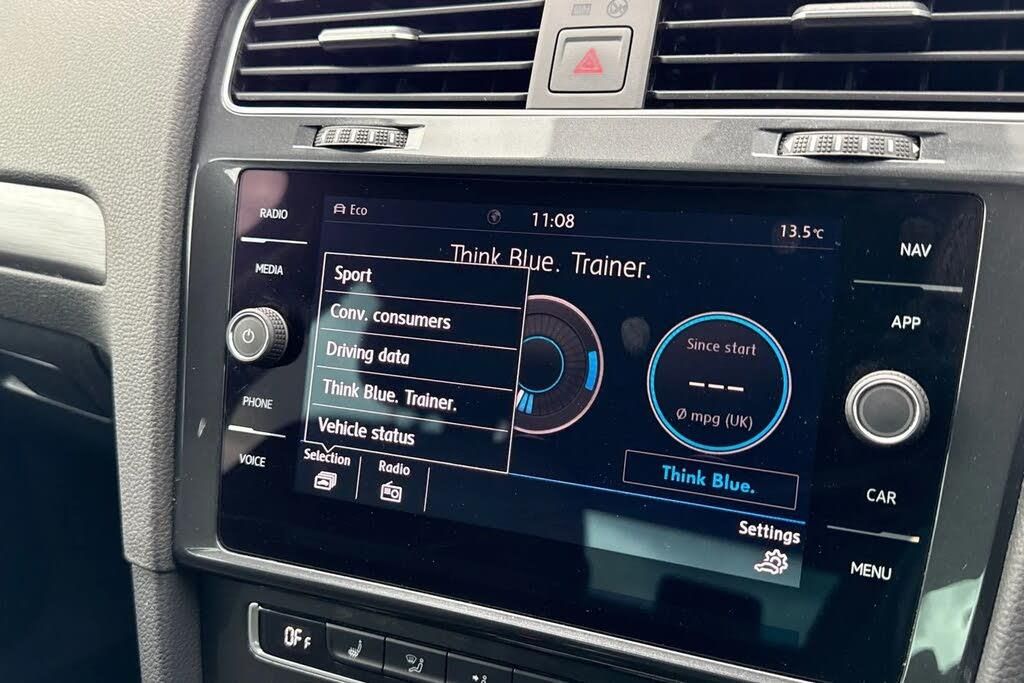 RADIO
MEDIA
PHONE
VOICE
Eco
11:08
13.5°C
Think Blue. Trainer.
Sport
Conv. consumers
Driving data
Think Blue. Trainer.
Vehicle status
Selection
Radio
Since start
---
Ø mpg (UK)
Think Blue.
Settings
NAV
APP
CAR
MENU
OFF